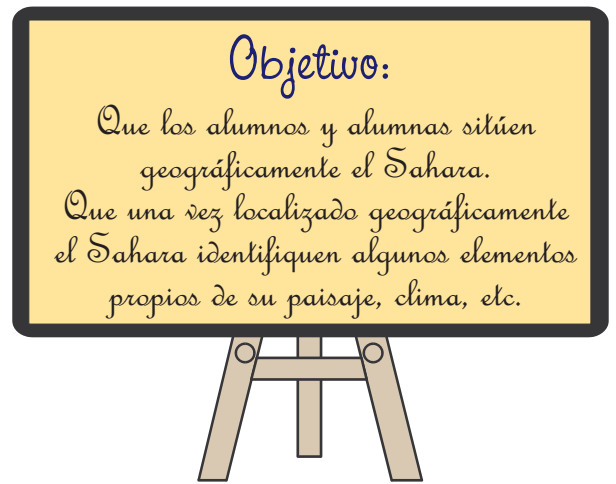 Objetivo:
Que los alumnos y alumnas sitúen
geográficamente el Sahara.
Que una vez localizado geográficamente
el Sahara identifiquen algunos elementos
propios de su paisaje, clima, etc.